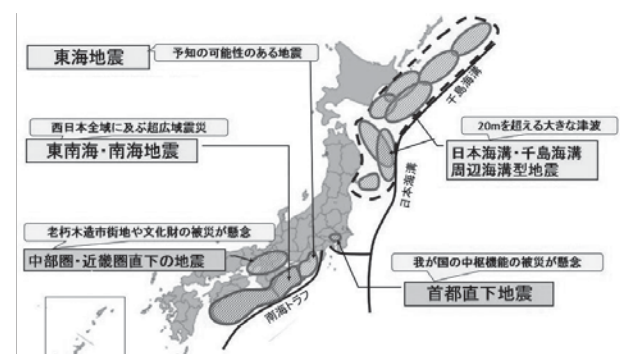 東海地震
予知の可能性のある地震
西日本全域に及ぶ超広域震災
東南海・南海地震
老朽木造市街地や文化財の被災が懸念
中部圏・近畿圏直下の地震
千島海溝
20mを超える大きな津波
日本海溝・千島海溝
周辺海溝型地震
日本海溝
我が国の中枢機能の被災が懸念
首都直下地震
南海トラフ